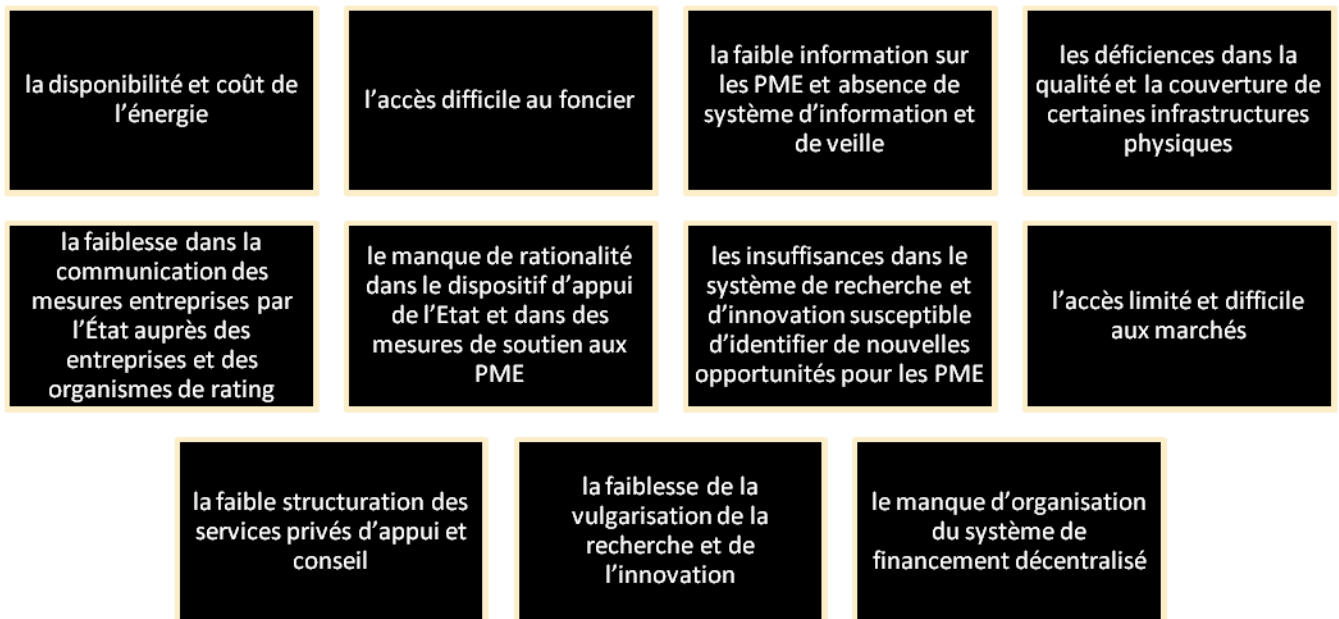 la disponibilité et coût de
l’énergie
l’accès difficile au foncier
la faible information sur
les PME et absence de
système d’information et
de veille
les déficiences dans la
qualité et la couverture de
certaines infrastructures
physiques
la faiblesse dans la
communication des
mesures entreprises par
l’État auprès des
entreprises et des
organismes de rating
le manque de rationalité
dans le dispositif d’appui
de l’Etat et dans des
mesures de soutien aux
PME
les insuffisances dans le
système de recherche et
d’innovation susceptible
d’identifier de nouvelles
opportunités pour les PME
l’accès limité et difficile
aux marchés
la faible structuration des
services privés d’appui et
conseil
la faiblesse de la
vulgarisation de la
recherche et de
l’innovation
le manque d’organisation
du système de
financement décentralisé